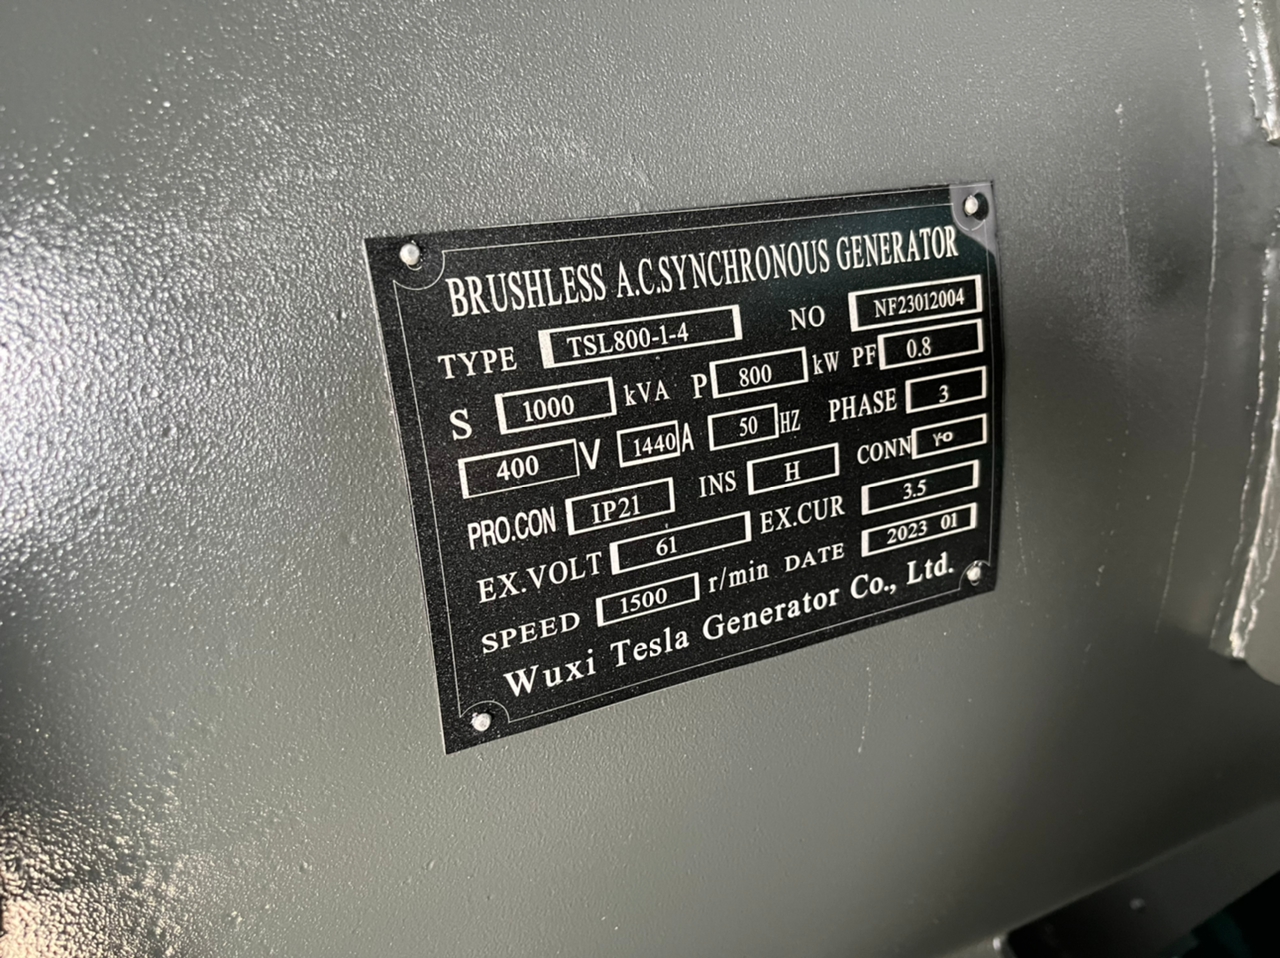 BRUSHLESS A.C.SYNCHRONOUS GENERATOR
TYPE TSL800-1-4 NO NF23012004
S 1000 kVA P 800 kW PF 0.8
400 V 1440 A 50 HZ PHASE 3
PRO.CON IP21 INS H CONN Y0
EX.VOLT 61 EX.CUR 3.5
SPEED 1500 r/min DATE 2023 01
Wuxi Tesla Generator Co., Ltd.